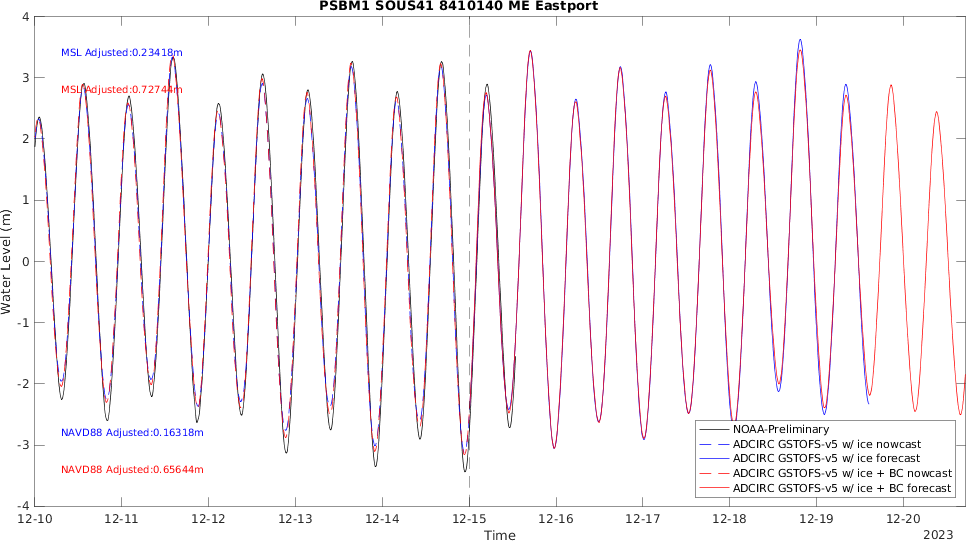 PSBM1 SOUS41 8410140 ME Eastport
MSL Adjusted:0.23418m
MSL Adjusted:0.72744m
NAVD88 Adjusted:0.16318m
NAVD88 Adjusted:0.65644m
Water Level (m)
4
3
2
1
0
-1
-2
-3
-4
NOAA-Preliminary
ADCIRC GSTOFS-v5 w/ ice nowcast
ADCIRC GSTOFS-v5 w/ ice forecast
ADCIRC GSTOFS-v5 w/ ice + BC nowcast
ADCIRC GSTOFS-v5 w/ ice + BC forecast
12-10 12-11 12-12 12-13 12-14 12-15 12-16 12-17 12-18 12-19 12-20
Time
2023